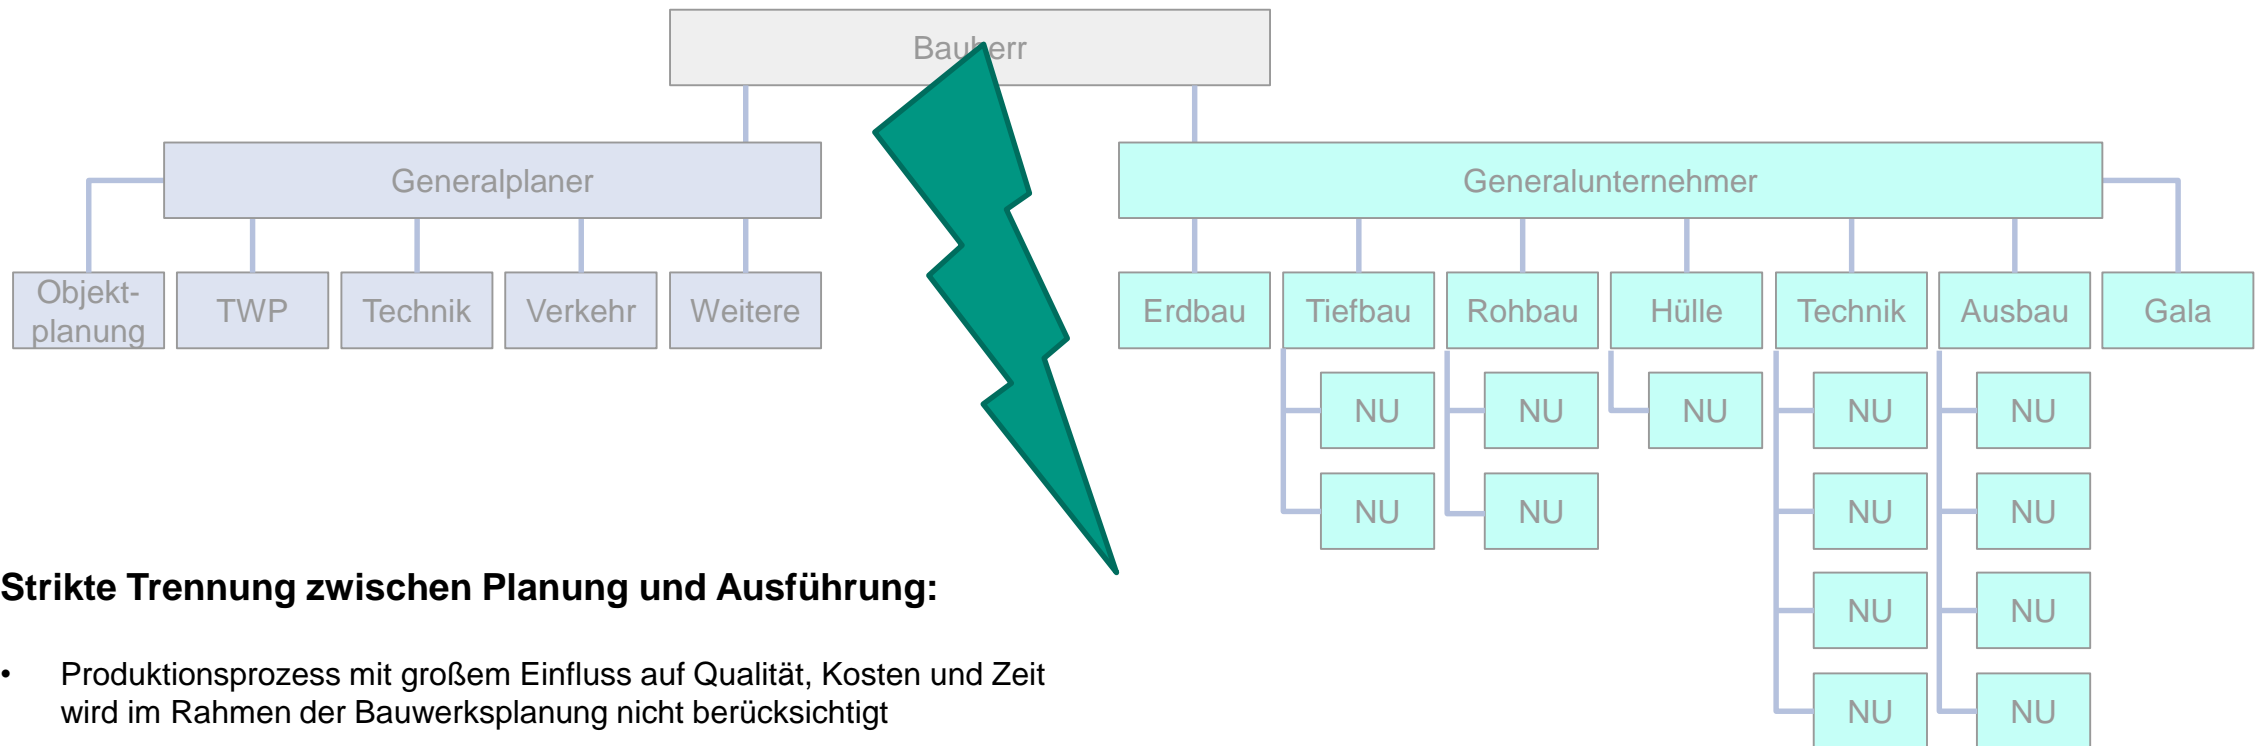 Bauherr
Generalplaner
Generalunternehmer
Objekt-
planung
TWP
Technik
Verkehr
Weitere
Erdbau
Tiefbau
Rohbau
Hülle
Technik
Ausbau
Gala
NU
NU
NU
NU
NU
NU
NU
NU
NU
NU
NU
NU
NU
Strikte Trennung zwischen Planung und Ausführung:
• Produktionsprozess mit großem Einfluss auf Qualität, Kosten und Zeit
wird im Rahmen der Bauwerksplanung nicht berücksichtigt